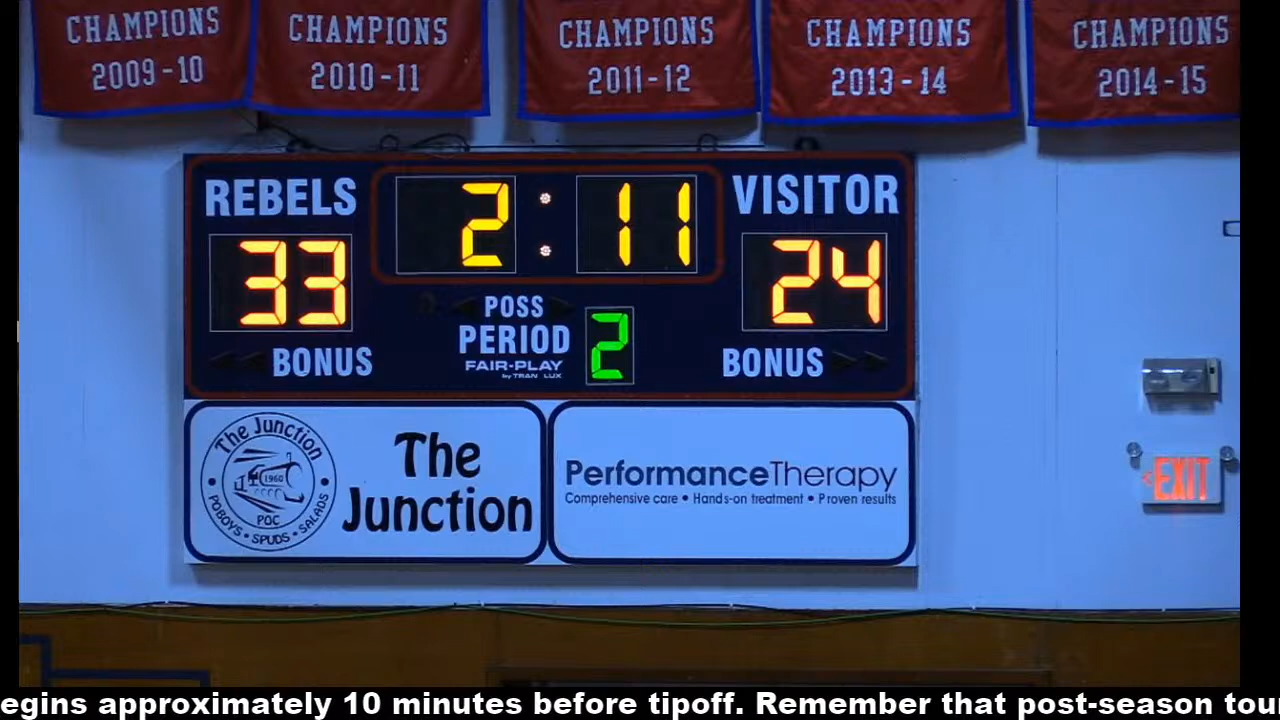 CHAMPIONS
2009-10
CHAMPIONS
2010-11
CHAMPIONS
2011-12
CHAMPIONS
2013-14
CHAMPIONS
2014-15
REBELS
2:11
VISITOR
33
24
POSS
PERIOD
2
BONUS
FAIR-PLAY
BONUS
The Junction
1960
POC
POBOYS • SPUDS • SALADS
The
Junction
PerformanceTherapy
Comprehensive care • Hands-on treatment • Proven results
EXIT
egins approximately 10 minutes before tipoff. Remember that post-season tou